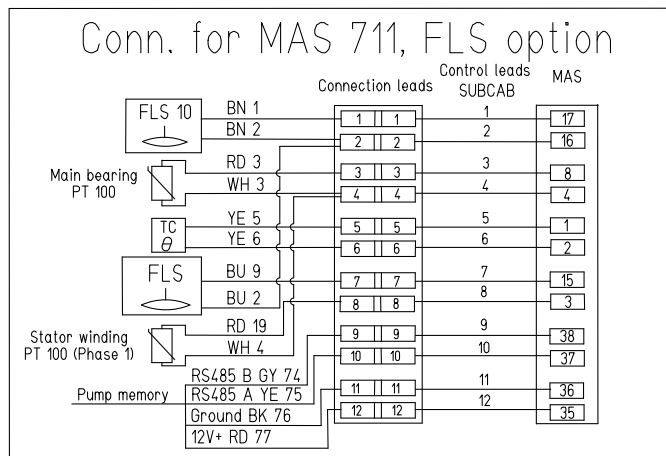 Conn. for MAS 711, FLS option
Connection leads
Control leads
SUBCAB
MAS
FLS 10
BN 1
1 1
1
17
BN 2
2 2
2
16
Main bearing
PT 100
RD 3
3 3
3
8
WH 3
4 4
4
4
TC
θ
YE 5
5 5
5
1
YE 6
6 6
6
2
FLS
BU 9
7 7
7
15
BU 2
8 8
8
3
Stator winding
PT 100 (Phase 1)
RD 19
9 9
9
38
WH 4
10 10
10
37
Pump memory
RS485 B GY 74
RS485 A YE 75
11 11
11
36
Ground BK 76
12 12
12
35
12V+ RD 77